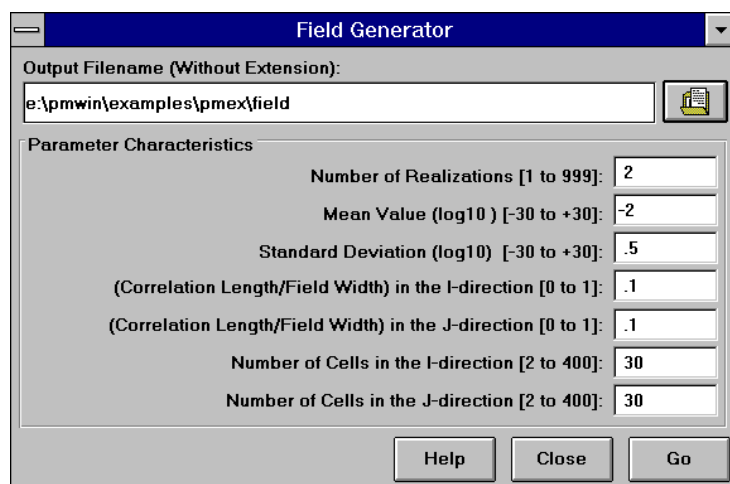 Field Generator
Output Filename (Without Extension):
e:\pmwin\examples\pmex\field
Parameter Characteristics
Number of Realizations [1 to 999]: 2
Mean Value (log10 ) [-30 to +30]: -2
Standard Deviation (log10) [-30 to +30]: .5
(Correlation Length/Field Width) in the I-direction [0 to 1]: .1
(Correlation Length/Field Width) in the J-direction [0 to 1]: .1
Number of Cells in the I-direction [2 to 400]: 30
Number of Cells in the J-direction [2 to 400]: 30
Help Close Go